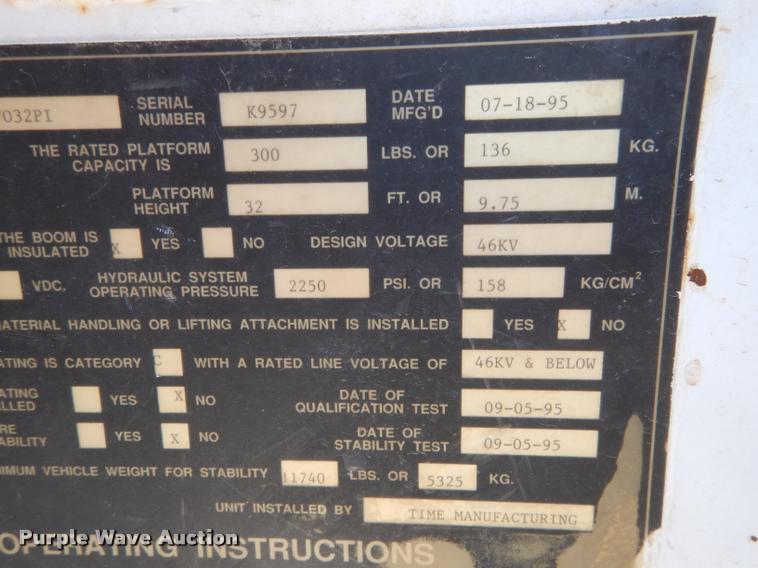 7032PI SERIAL NUMBER K9597 DATE MFG'D 07-18-95
THE RATED PLATFORM CAPACITY IS 300 LBS. OR 136 KG.
PLATFORM HEIGHT 32 FT. OR 9.75 M.
THE BOOM IS INSULATED X YES NO DESIGN VOLTAGE 46KV
VDC. HYDRAULIC SYSTEM OPERATING PRESSURE 2250 PSI. OR 158 KG/CM²
MATERIAL HANDLING OR LIFTING ATTACHMENT IS INSTALLED YES X NO
ATING IS CATEGORY C WITH A RATED LINE VOLTAGE OF 46KV & BELOW
ATING LLED YES X NO DATE OF QUALIFICATION TEST 09-05-95
RE ABILITY YES X NO DATE OF STABILITY TEST 09-05-95
NIMUM VEHICLE WEIGHT FOR STABILITY 11740 LBS. OR 5325 KG.
UNIT INSTALLED BY TIME MANUFACTURING
OPERATING INSTRUCTIONS
Purple Wave Auction